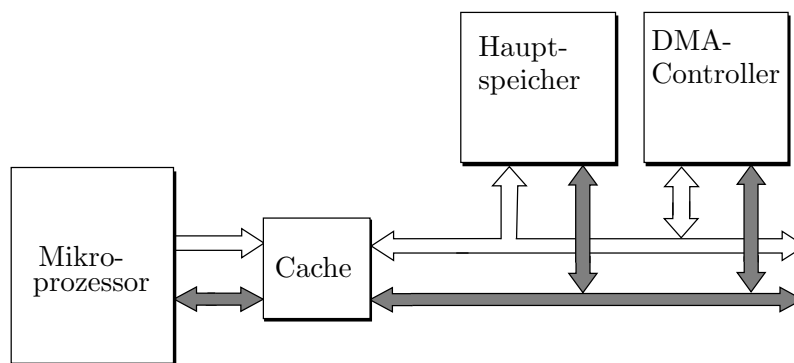 Haupt-
speicher
DMA-
Controller
Mikro-
prozessor
Cache